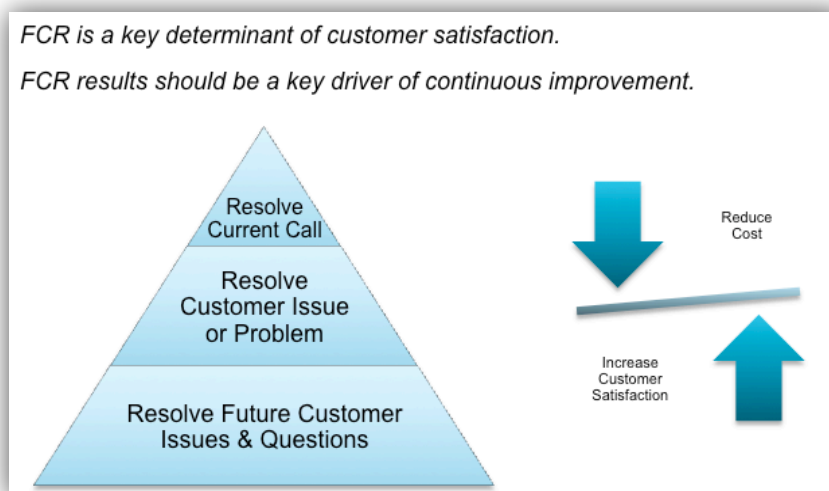 FCR is a key determinant of customer satisfaction.
FCR results should be a key driver of continuous improvement.
Resolve
Current Call
Resolve
Customer Issue
or Problem
Resolve Future Customer
Issues & Questions
Reduce
Cost
Increase
Customer
Satisfaction